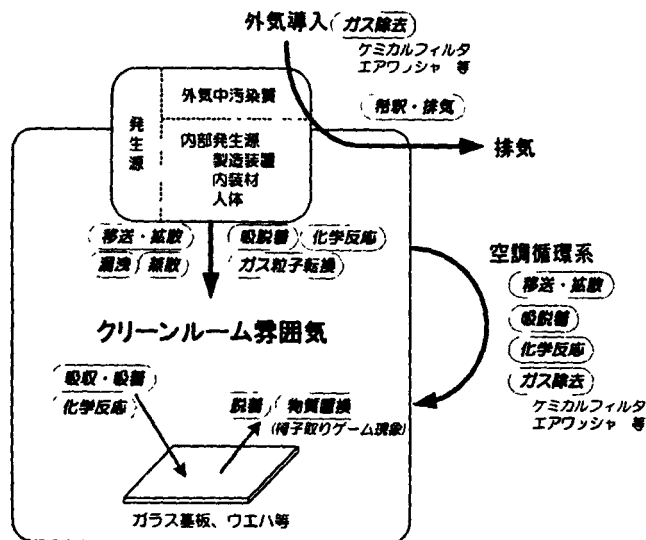 外気導入 ガス除去
ケミカルフィルタ
エアワッシャ 等
希釈・排気
排気
発生源
外気中汚染質
内部発生源
製造装置
内装材
人体
移送・拡散 吸脱着 化学反応
漏洩 蒸散 ガス粒子転換
クリーンルーム雰囲気
空調循環系
移送・拡散
吸脱着
化学反応
ガス除去
ケミカルフィルタ
エアワッシャ 等
吸収・吸着
化学反応
脱着 物質置換
(椅子取りゲーム現象)
ガラス基板、ウエハ等